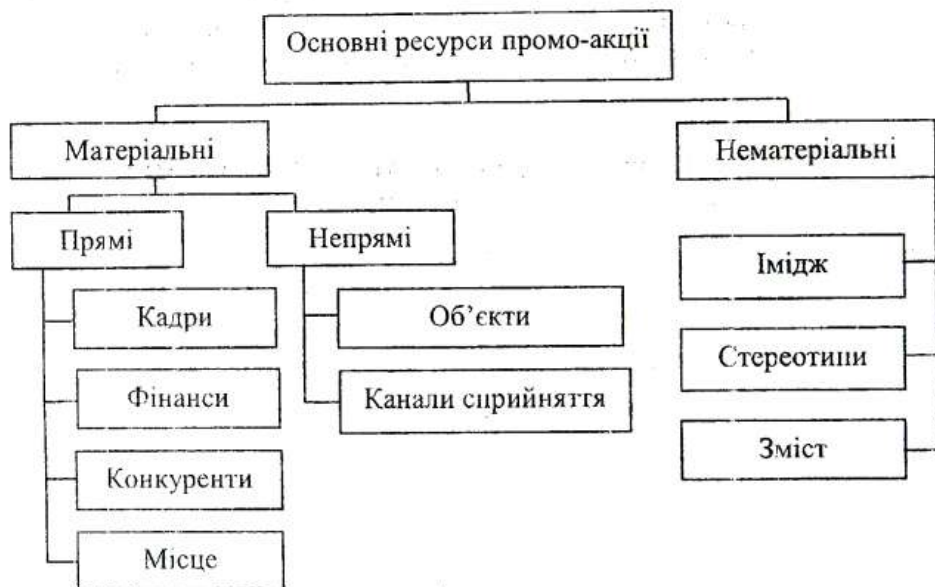 Основні ресурси промо-акції
Матеріальні
Нематеріальні
Прямі
Непрямі
Імідж
Кадри
Об’єкти
Стереотипи
Фінанси
Канали сприйняття
Зміст
Конкуренти
Місце